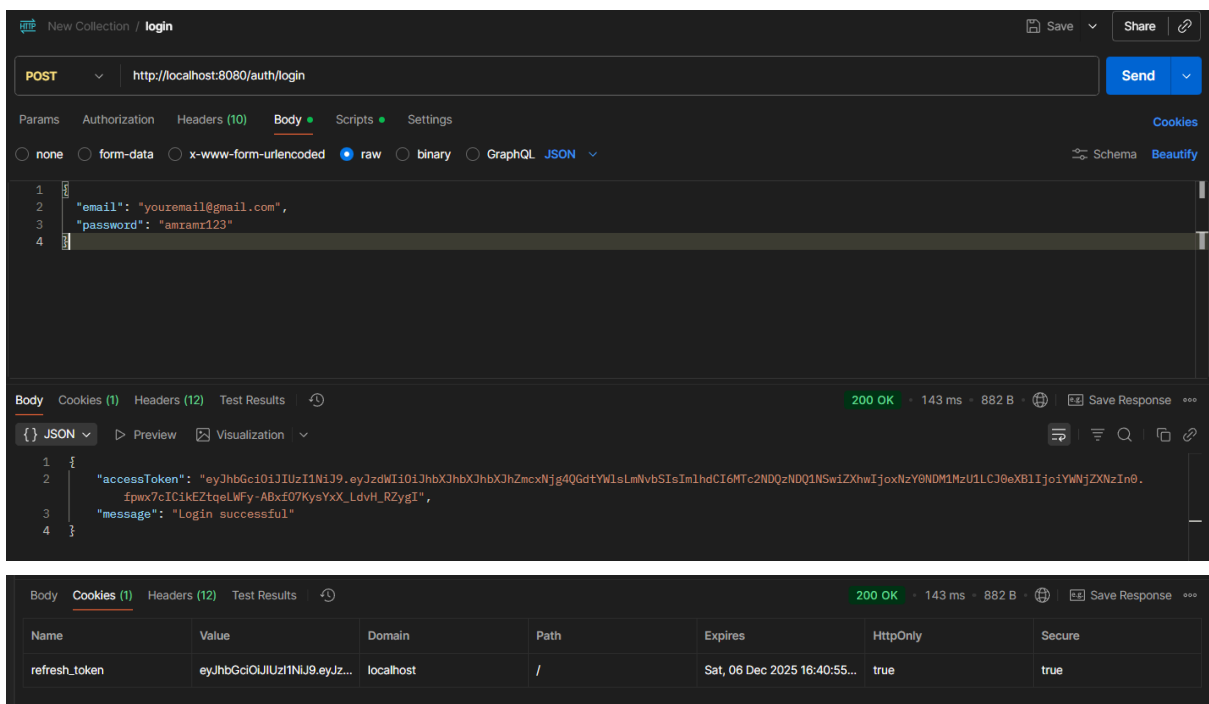 HTTP New Collection / login Save Share
POST http://localhost:8080/auth/login Send
Params Authorization Headers (10) Body Scripts Settings Cookies
none form-data x-www-form-urlencoded raw binary GraphQL JSON Schema Beautify
1 {
2 "email": "youremail@gmail.com",
3 "password": "amramr123"
4 }
Body Cookies (1) Headers (12) Test Results 200 OK • 143 ms • 882 B e.g. Save Response
{} JSON Preview Visualization
1 {
2 "accessToken": "eyJhbGciOiJIUzI1NiJ9.eyJzdWIiOiJhbXJhbXJhbXJhZmcxNjg4QGdtYWlsLmNvbSIsImlhdCI6MTc2NDQzNDQ1NSwiZXhwIjoxNzY0NDM1MzU1LCJ0eXBlIjoiYWNjZXNzIn0.
fpwx7cICikEZtqeLWFy-ABxfO7KysYxX_LdvH_RZygI",
3 "message": "Login successful"
4 }
Body Cookies (1) Headers (12) Test Results 200 OK • 143 ms • 882 B e.g. Save Response
Name Value Domain Path Expires HttpOnly Secure
refresh_token eyJhbGciOiJIUzI1NiJ9.eyJz... localhost / Sat, 06 Dec 2025 16:40:55... true true